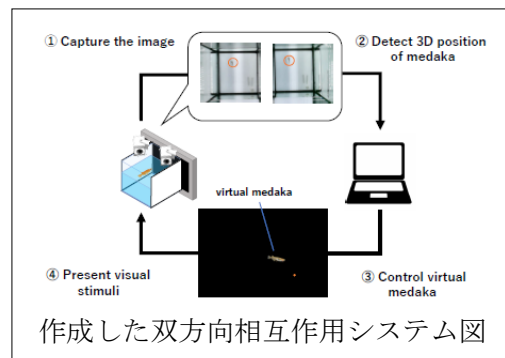 ① Capture the image
② Detect 3D position
of medaka
virtual medaka
④ Present visual
stimuli
③ Control virtual
medaka
作成した双方向相互作用システム図